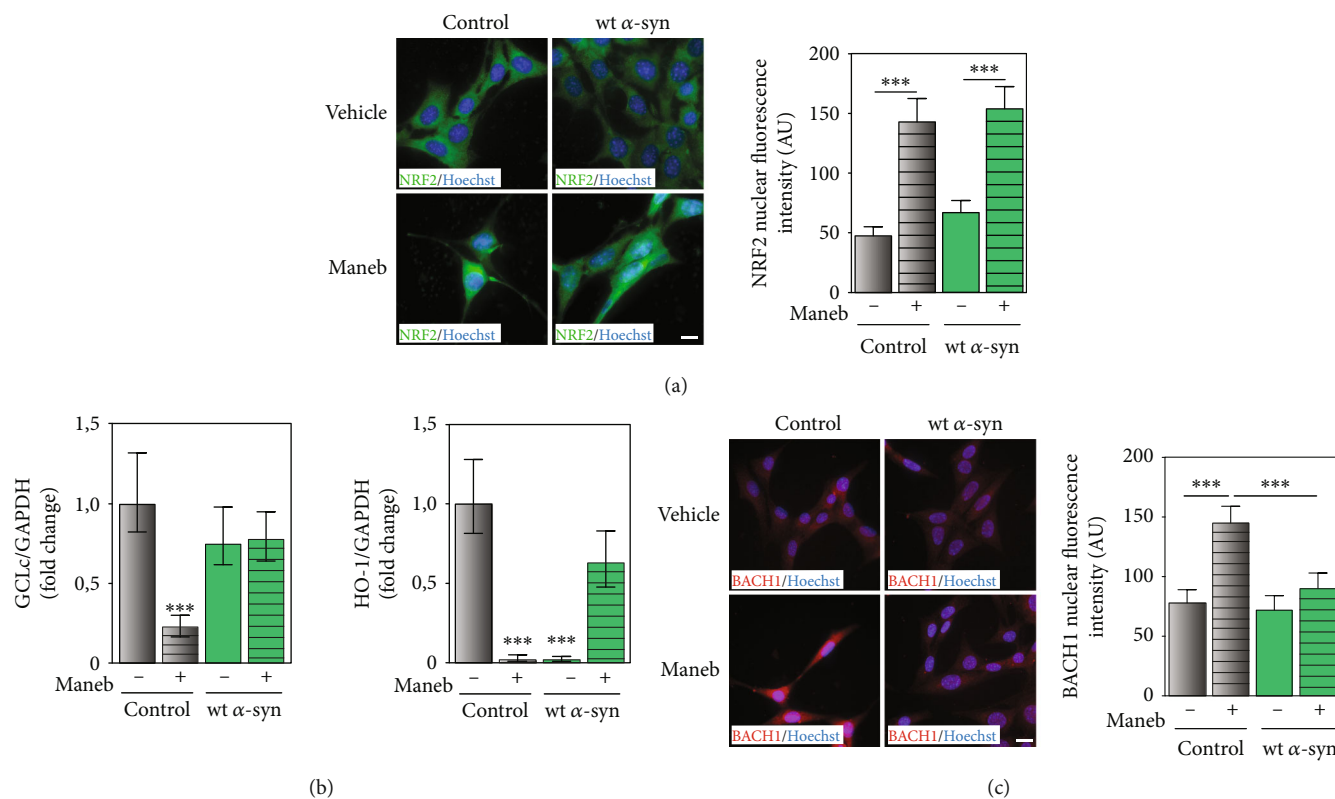 Control wt α-syn
Vehicle
NRF2/Hoechst NRF2/Hoechst
Maneb
NRF2/Hoechst NRF2/Hoechst
NRF2 nuclear fluorescence
intensity (AU)
200
150
100
50
0
*** ***
Maneb − + − +
Control wt α-syn
(a)
GCLc/GAPDH
(fold change)
1,5
1,0
0,5
0
***
Maneb − + − +
Control wt α-syn
HO-1/GAPDH
(fold change)
1,5
1,0
0,5
0
*** ***
Maneb − + − +
Control wt α-syn
(b)
Control wt α-syn
Vehicle
BACH1/Hoechst BACH1/Hoechst
Maneb
BACH1/Hoechst BACH1/Hoechst
BACH1 nuclear fluorescence
intensity (AU)
200
150
100
50
0
*** ***
Maneb − + − +
Control wt α-syn
(c)